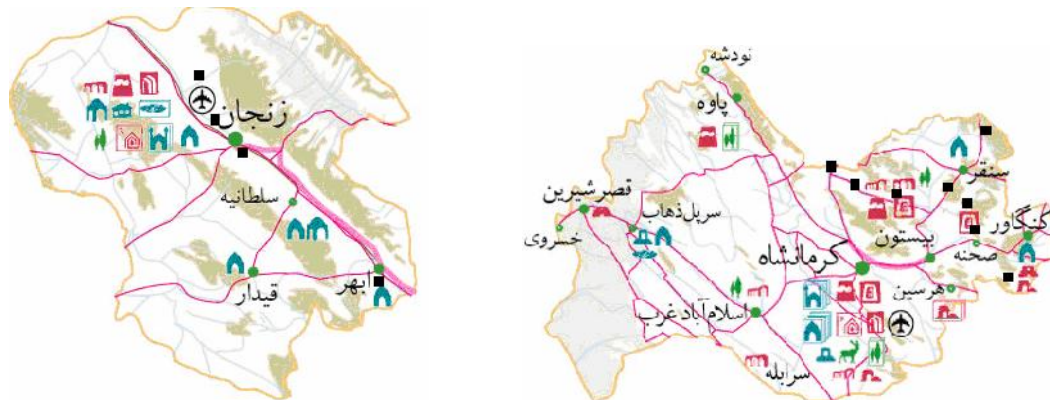 زنجان
سلطانیه
قیدار
ابهر
نودشه
پاوه
سنقر
قصرشیرین
سرپل‌ذهاب
خسروی
کنگاور
بیستون
صحنه
کرمانشاه
هرسین
اسلام‌آباد غرب
سرابله